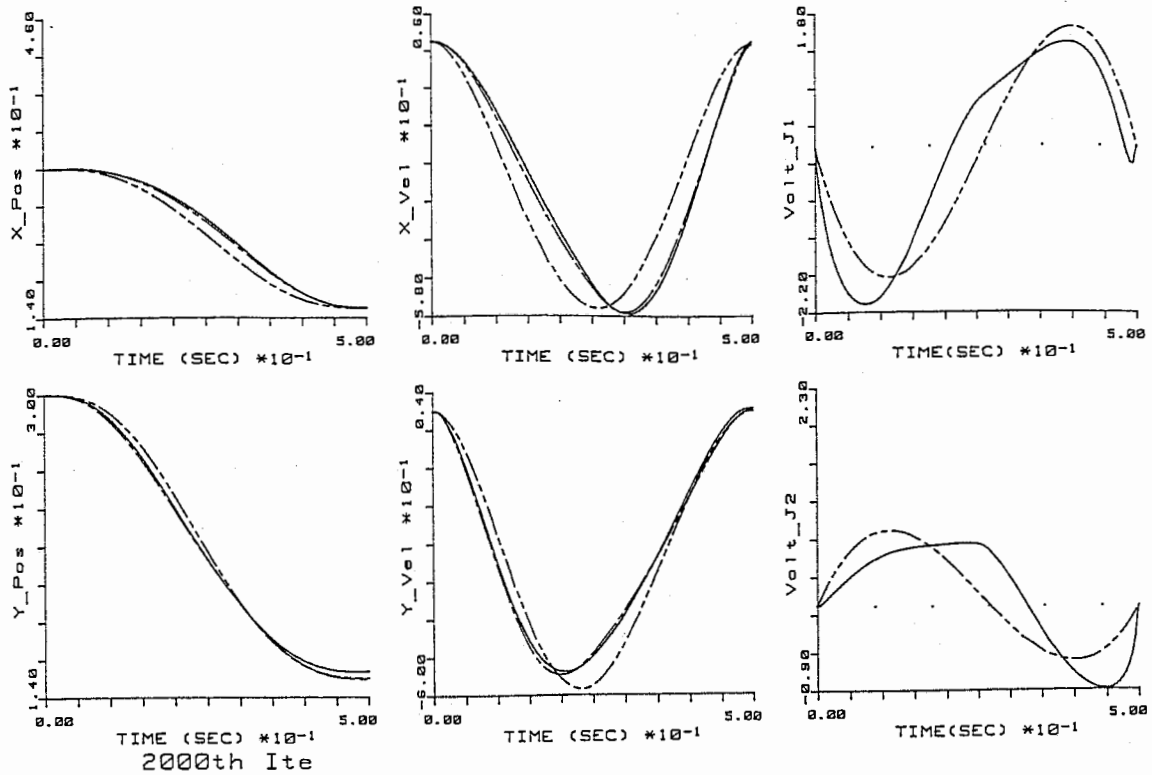 X_Pos *10-1
4.60
1.40
0.00
5.00
TIME (SEC) *10-1
X_Vel *10-1
0.60
-5.80
0.00
5.00
TIME (SEC) *10-1
Volt_J1
1.80
-2.20
0.00
5.00
TIME(SEC) *10-1
Y_Pos *10-1
3.00
1.40
0.00
5.00
TIME (SEC) *10-1
Y_Vel *10-1
0.40
-6.00
0.00
5.00
TIME (SEC) *10-1
Volt_J2
2.30
-0.90
0.00
5.00
TIME(SEC) *10-1
2000th Ite